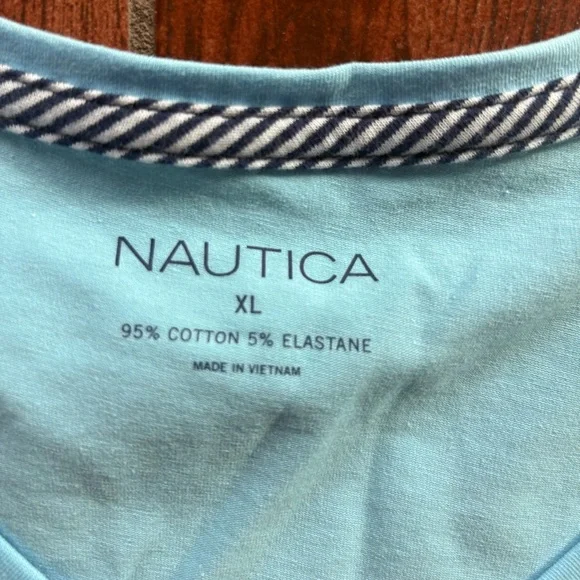 NAUTICA
XL
95% COTTON 5% ELASTANE
MADE IN VIETNAM